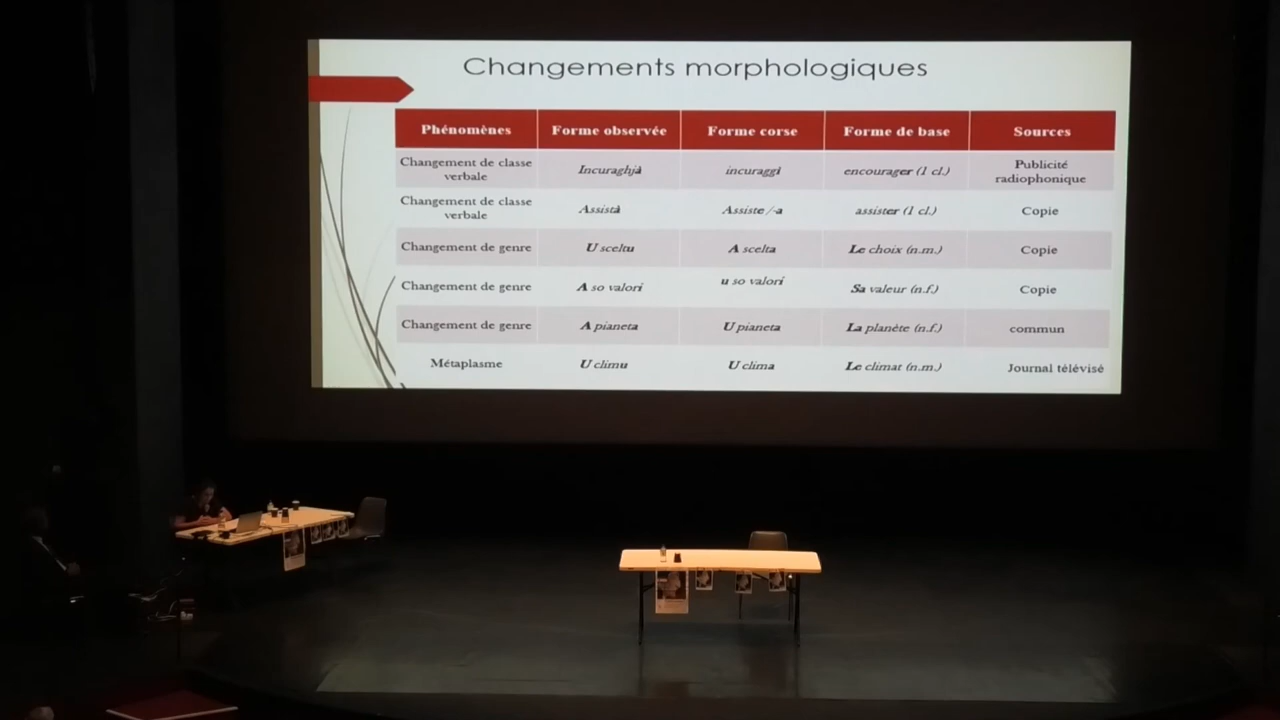 Changements morphologiques
Phénomènes Forme observée Forme corse Forme de base Sources
Changement de classe verbale Incuraghjà incuraggì encourager (1 cl.) Publicité radiophonique
Changement de classe verbale Assistà Assiste /-a assister (1 cl.) Copie
Changement de genre U sceltu A scelta Le choix (n.m.) Copie
Changement de genre A so valori u so valori Sa valeur (n.f.) Copie
Changement de genre A pianeta U pianeta La planète (n.f.) commun
Métaplasme U climu U clima Le climat (n.m.) Journal télévisé